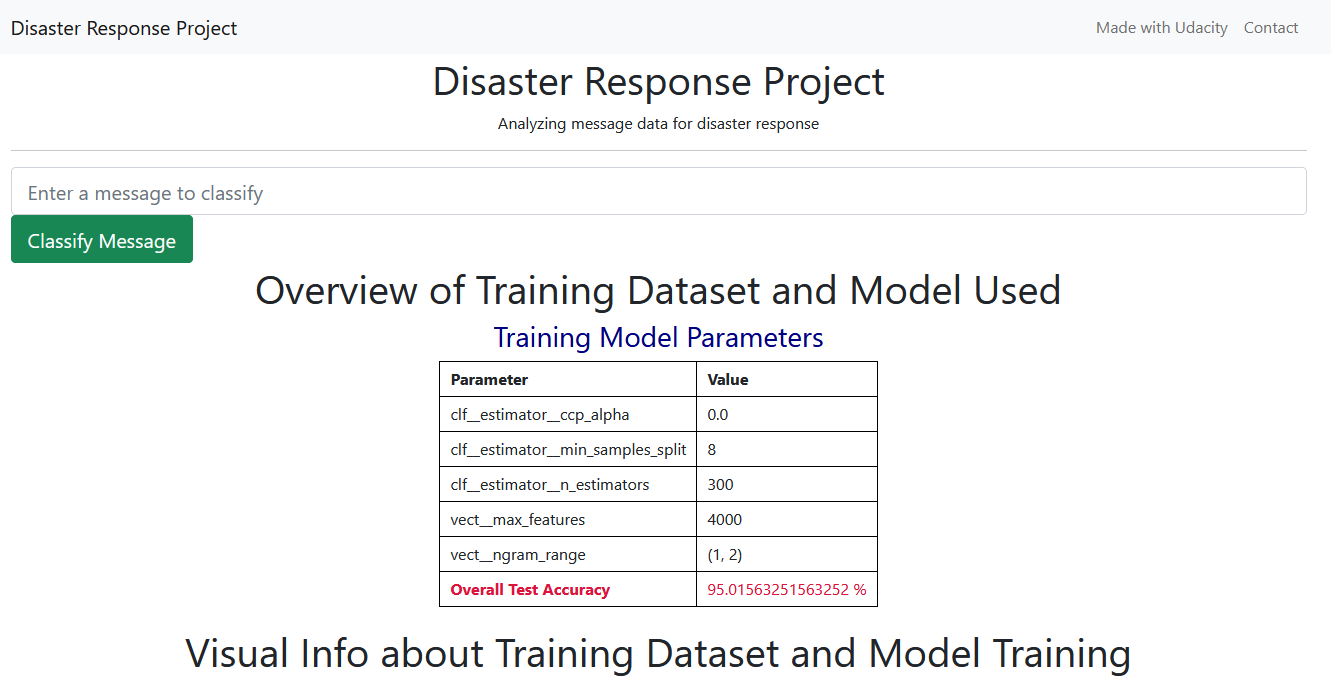 Disaster Response Project Made with Udacity Contact
Disaster Response Project
Analyzing message data for disaster response
Enter a message to classify
Classify Message
Overview of Training Dataset and Model Used
Training Model Parameters
Parameter Value
clf__estimator__ccp_alpha 0.0
clf__estimator__min_samples_split 8
clf__estimator__n_estimators 300
vect__max_features 4000
vect__ngram_range (1, 2)
Overall Test Accuracy 95.01563251563252 %
Visual Info about Training Dataset and Model Training